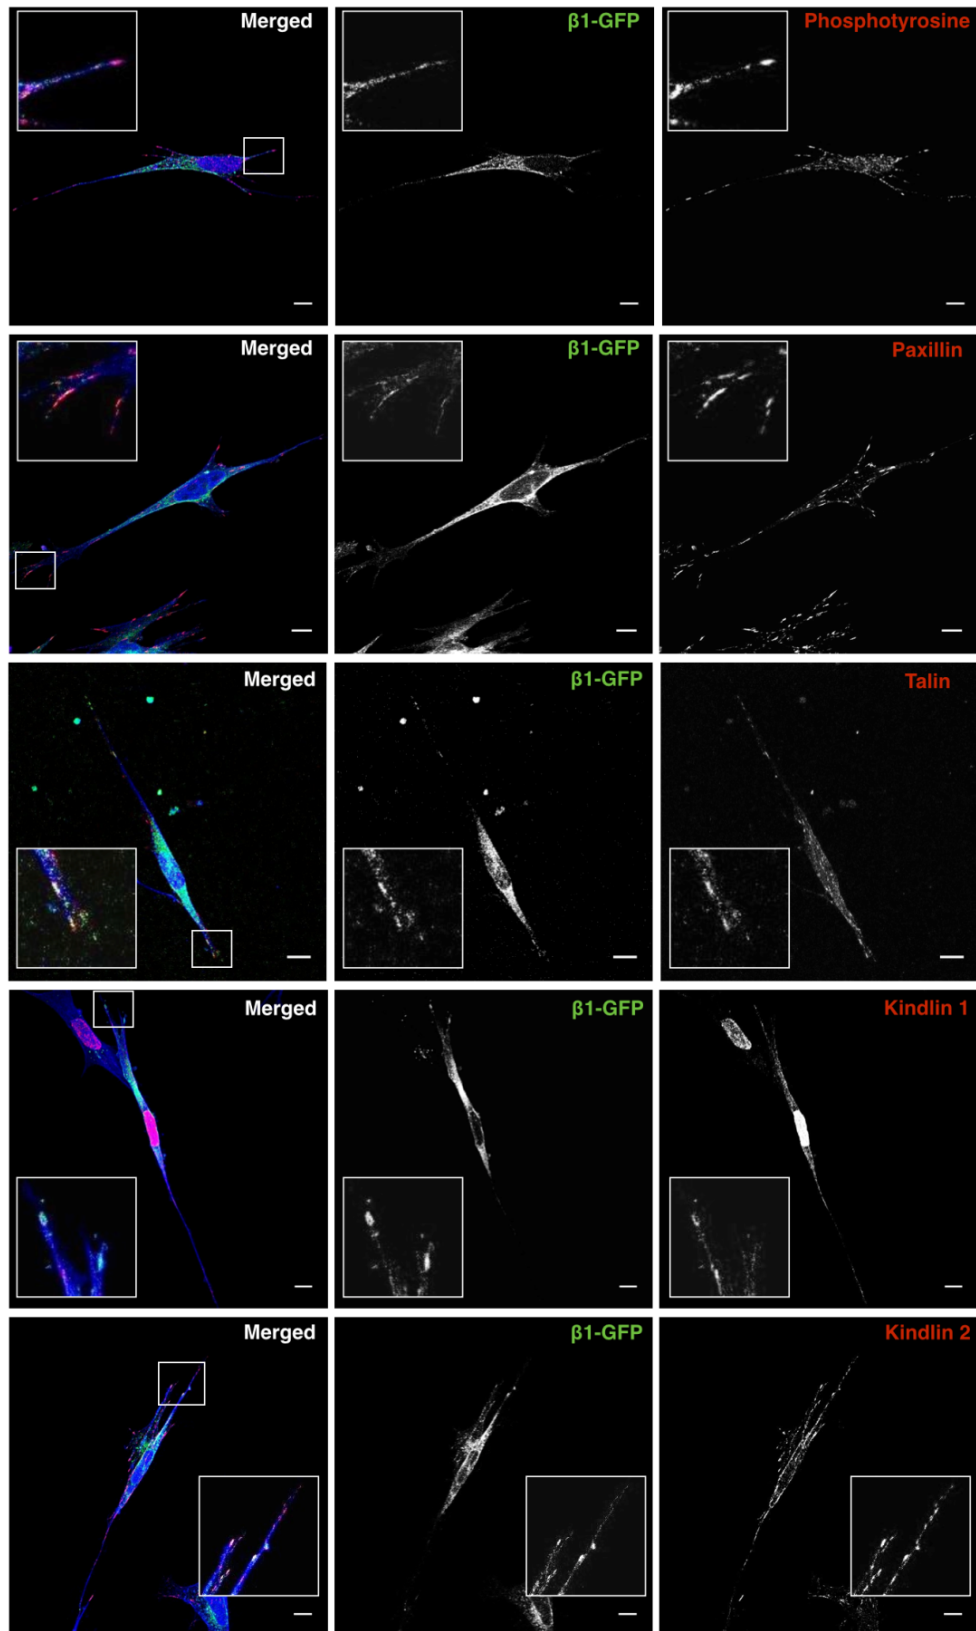 Merged β1-GFP Phosphotyrosine
Merged β1-GFP Paxillin
Merged β1-GFP Talin
Merged β1-GFP Kindlin 1
Merged β1-GFP Kindlin 2